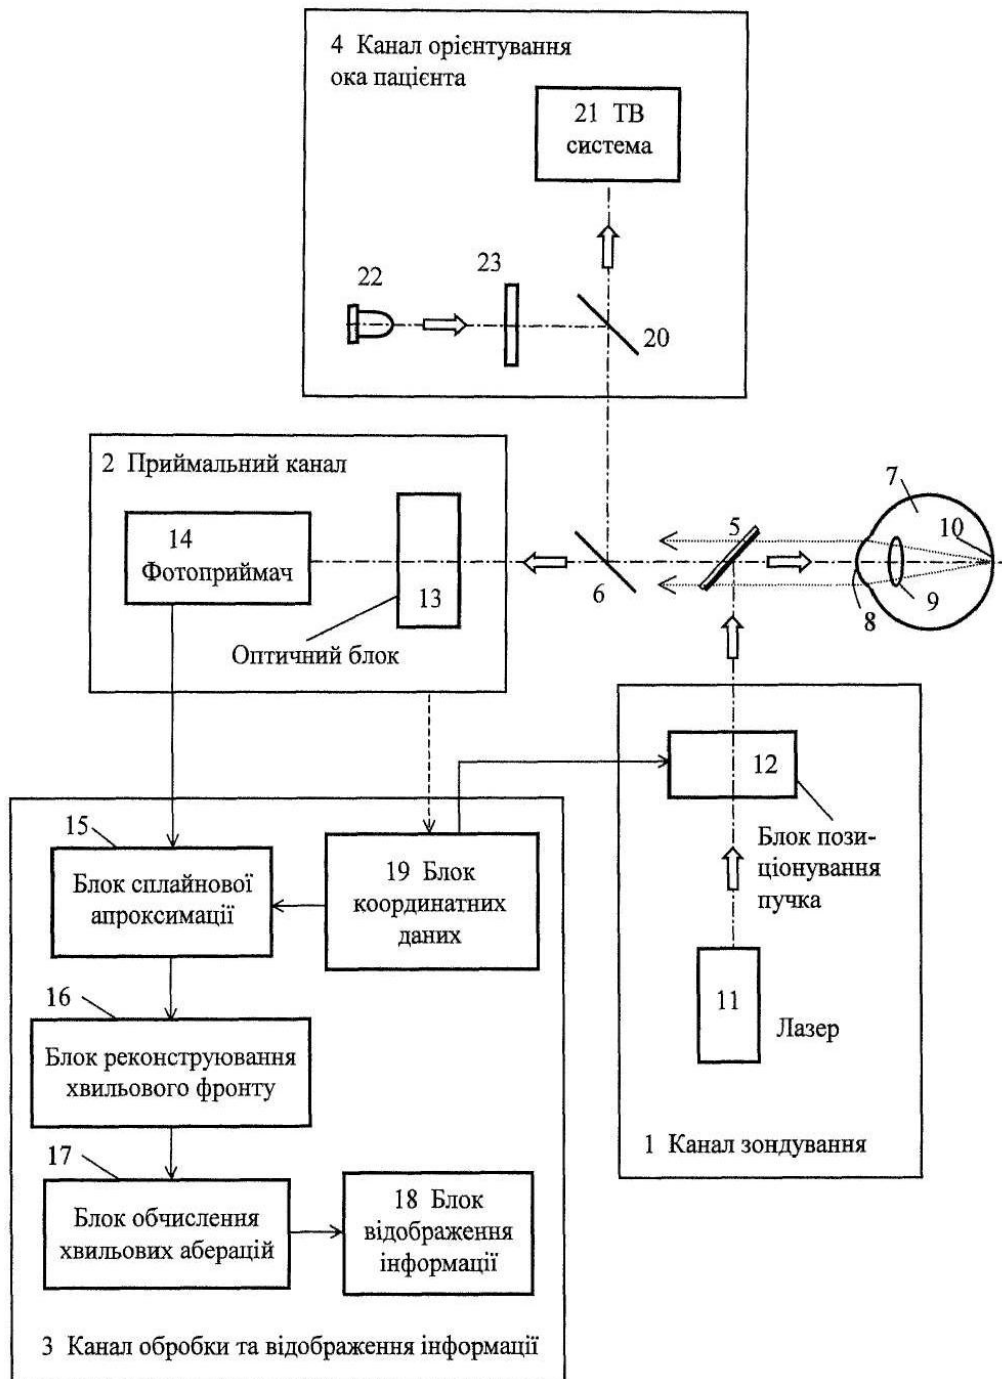 4 Канал орієнтування
ока пацієнта
21 ТВ
система
22
23
20
2 Приймальний канал
14
Фотоприймач
13
Оптичний блок
6
5
7
10
8
9
12
Блок пози-
ціонування
пучка
11
Лазер
1 Канал зондування
15
Блок сплайнової
апроксимації
19 Блок
координатних
даних
16
Блок реконструювання
хвильового фронту
17
Блок обчислення
хвильових аберацій
18 Блок
відображення
інформації
3 Канал обробки та відображення інформації